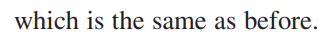 which is the same as before.